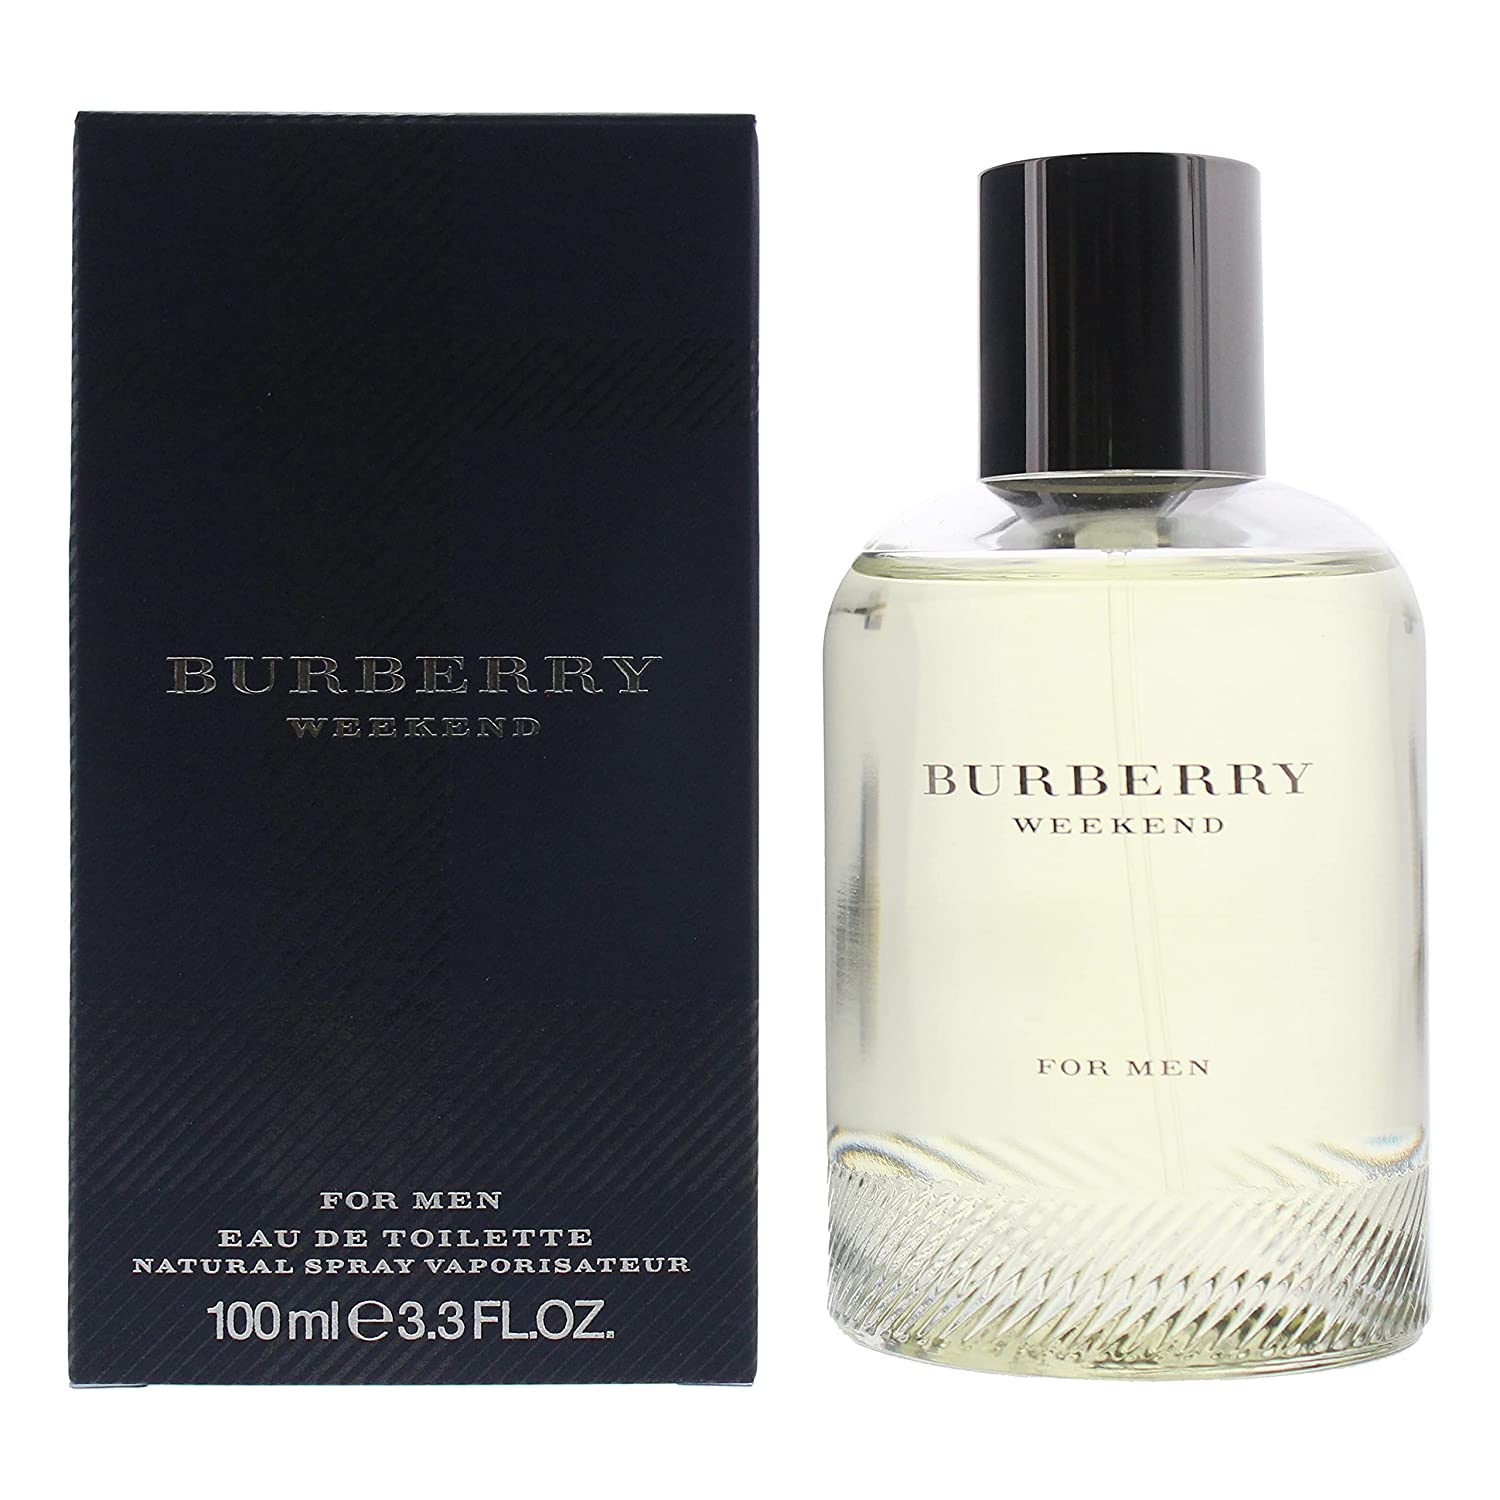 BURBERRY
WEEKEND
FOR MEN
EAU DE TOILETTE
NATURAL SPRAY VAPORISATEUR
100 ml ℮ 3.3 FL.OZ.
BURBERRY
WEEKEND
FOR MEN